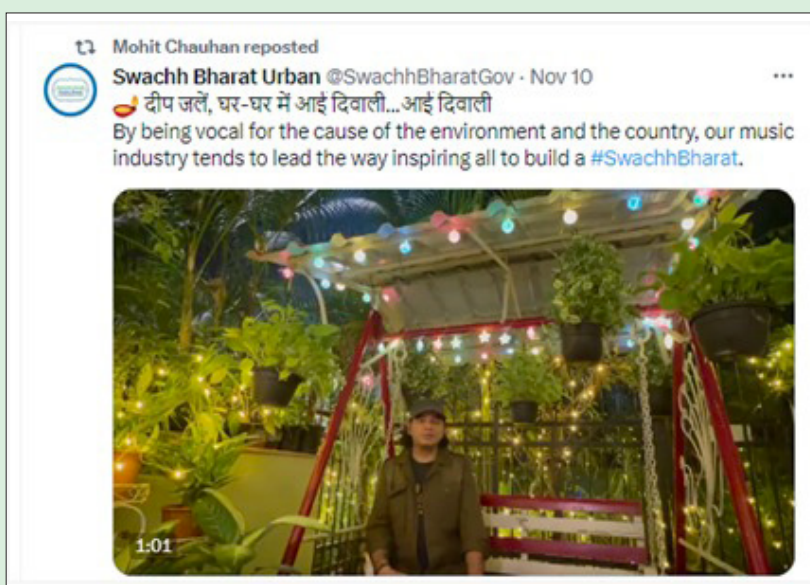 Mohit Chauhan reposted
Swachh Bharat Urban @SwachhBharatGov · Nov 10
🪔 दीप जलें, घर-घर में आई दिवाली...आई दिवाली
By being vocal for the cause of the environment and the country, our music
industry tends to lead the way inspiring all to build a #SwachhBharat.
1:01